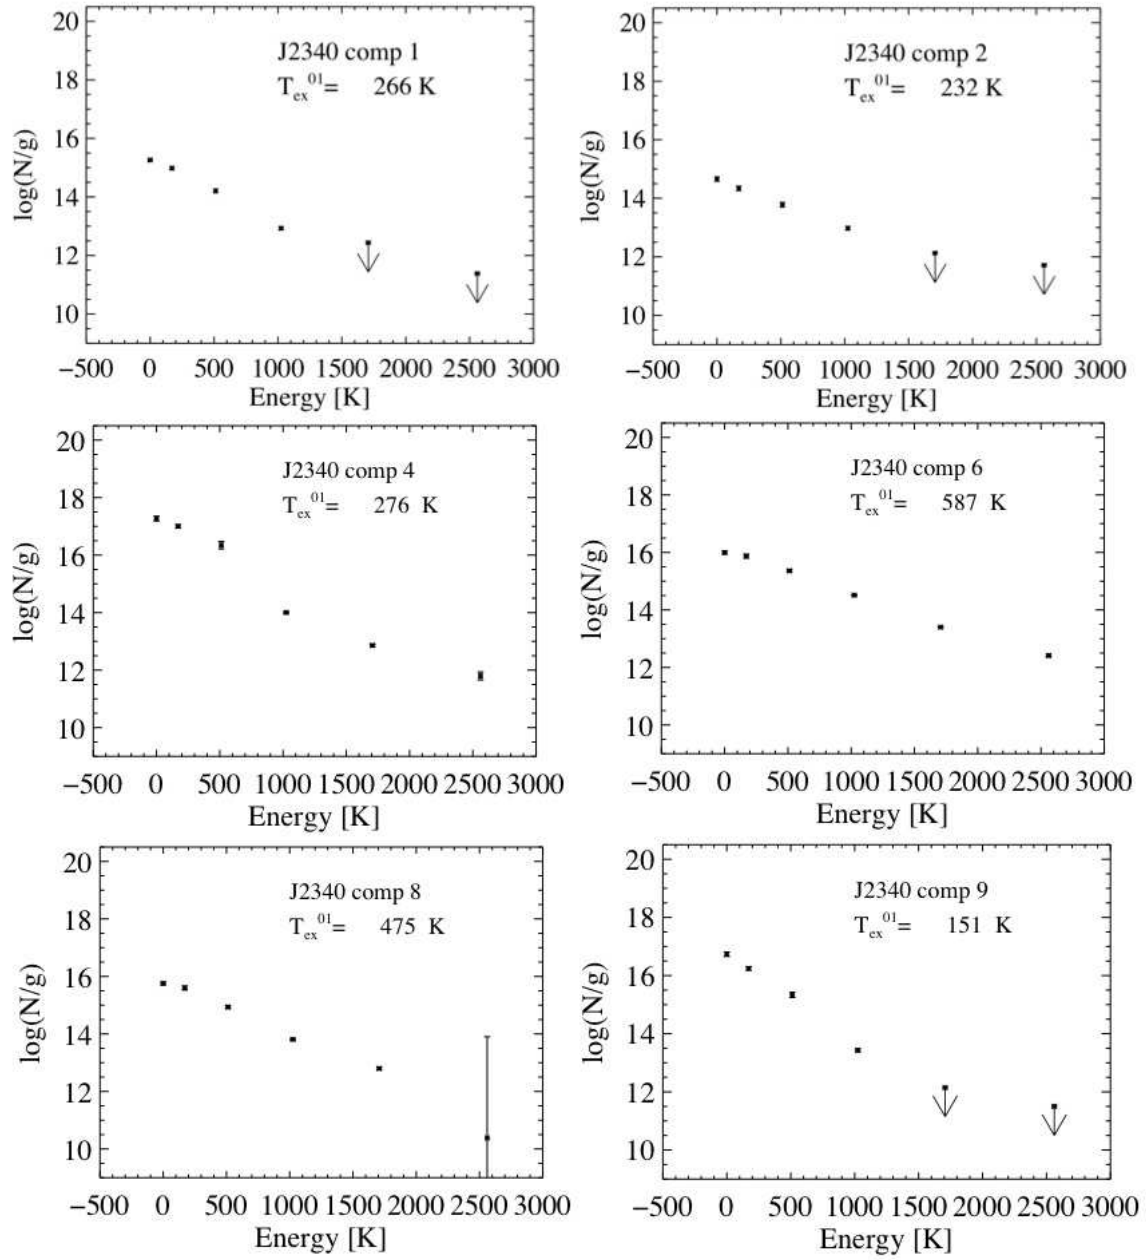 J2340 comp 1
T_ex^01= 266 K
log(N/g)
20
18
16
14
12
10
−500 0 500 1000 1500 2000 2500 3000
Energy [K]
J2340 comp 2
T_ex^01= 232 K
log(N/g)
20
18
16
14
12
10
−500 0 500 1000 1500 2000 2500 3000
Energy [K]
J2340 comp 4
T_ex^01= 276 K
log(N/g)
20
18
16
14
12
10
−500 0 500 1000 1500 2000 2500 3000
Energy [K]
J2340 comp 6
T_ex^01= 587 K
log(N/g)
20
18
16
14
12
10
−500 0 500 1000 1500 2000 2500 3000
Energy [K]
J2340 comp 8
T_ex^01= 475 K
log(N/g)
20
18
16
14
12
10
−500 0 500 1000 1500 2000 2500 3000
Energy [K]
J2340 comp 9
T_ex^01= 151 K
log(N/g)
20
18
16
14
12
10
−500 0 500 1000 1500 2000 2500 3000
Energy [K]